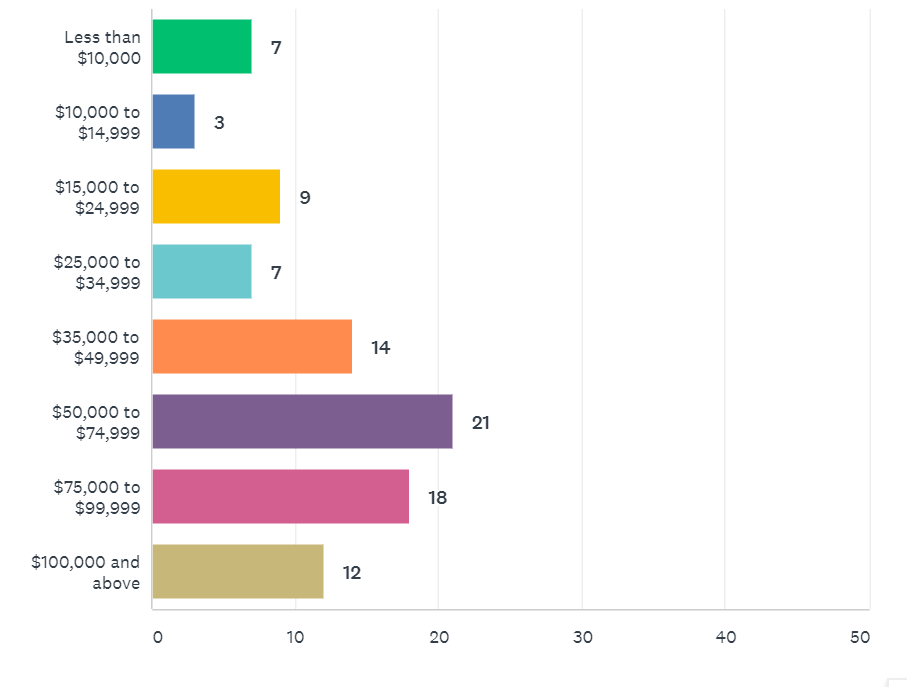 Less than
$10,000
7
$10,000 to
$14,999
3
$15,000 to
$24,999
9
$25,000 to
$34,999
7
$35,000 to
$49,999
14
$50,000 to
$74,999
21
$75,000 to
$99,999
18
$100,000 and
above
12
0 10 20 30 40 50